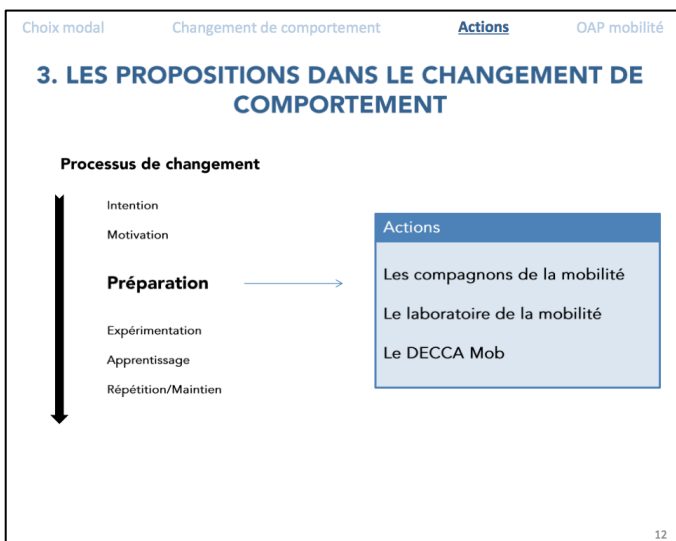 Choix modal Changement de comportement Actions OAP mobilité
3. LES PROPOSITIONS DANS LE CHANGEMENT DE
COMPORTEMENT
Processus de changement
Intention
Motivation
Préparation
Expérimentation
Apprentissage
Répétition/Maintien
Actions
Les compagnons de la mobilité
Le laboratoire de la mobilité
Le DECCA Mob
12